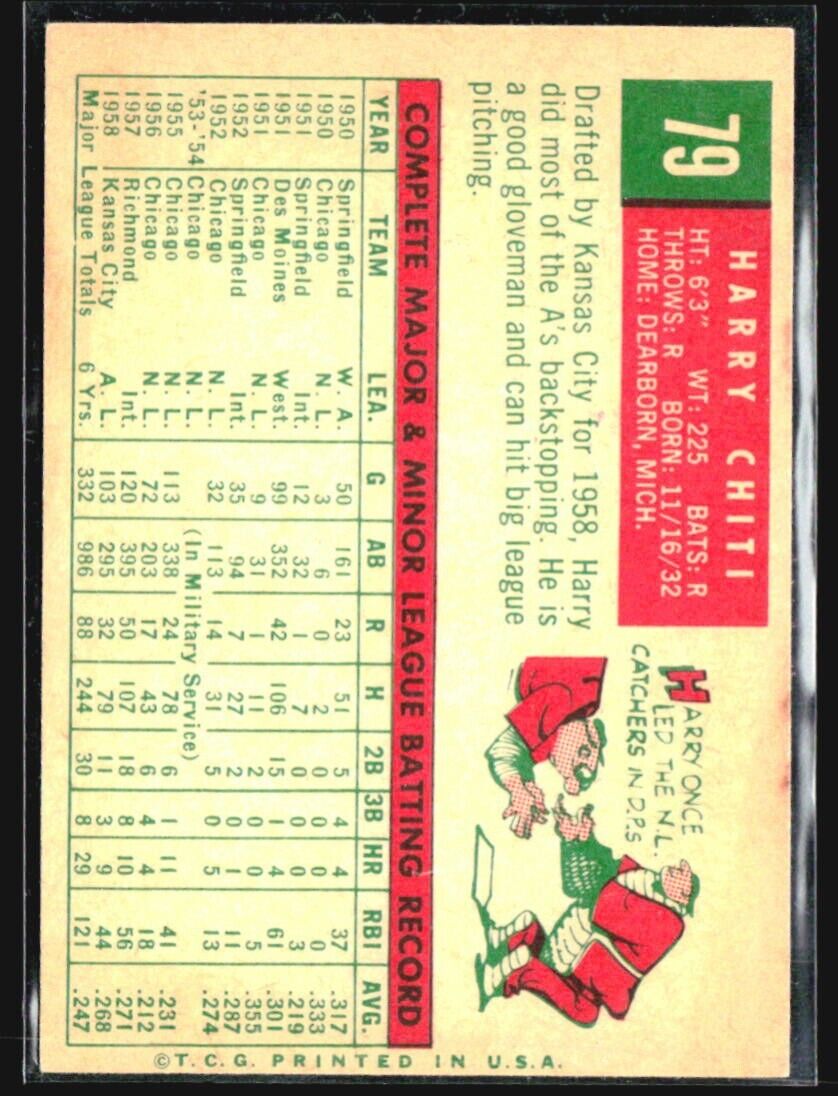 79
HARRY CHITI
HT: 6'3" WT: 225 BATS: R
THROWS: R BORN: 11/16/32
HOME: DEARBORN, MICH.
Drafted by Kansas City for 1958, Harry
did most of the A's backstopping. He is
a good gloveman and can hit big league
pitching.
HARRY ONCE
LED THE N.L.
CATCHERS IN D.P.s
COMPLETE MAJOR & MINOR LEAGUE BATTING RECORD
YEAR TEAM LEA. G AB R H 2B 3B HR RBI AVG.
1950 Springfield W. A. 50 161 23 51 5 4 4 37 .317
1950 Chicago N. L. 3 6 0 2 0 0 0 0 .333
1951 Springfield Int. 12 32 1 7 0 0 0 3 .219
1951 Des Moines West. 99 352 42 106 15 1 4 61 .301
1951 Chicago N. L. 9 31 1 11 2 0 0 5 .355
1952 Springfield Int. 35 94 7 27 2 0 1 11 .287
1952 Chicago N. L. 32 113 14 31 5 0 5 13 .274
'53-'54 Chicago N. L. (In Military Service)
1955 Chicago N. L. 113 338 24 78 6 1 11 41 .231
1956 Chicago N. L. 72 203 17 43 6 4 4 18 .212
1957 Richmond Int. 120 395 50 107 18 8 10 56 .271
1958 Kansas City A. L. 103 295 32 79 11 3 9 44 .268
Major League Totals 6 Yrs. 332 986 88 244 30 8 29 121 .247
©T.C.G. PRINTED IN U.S.A.